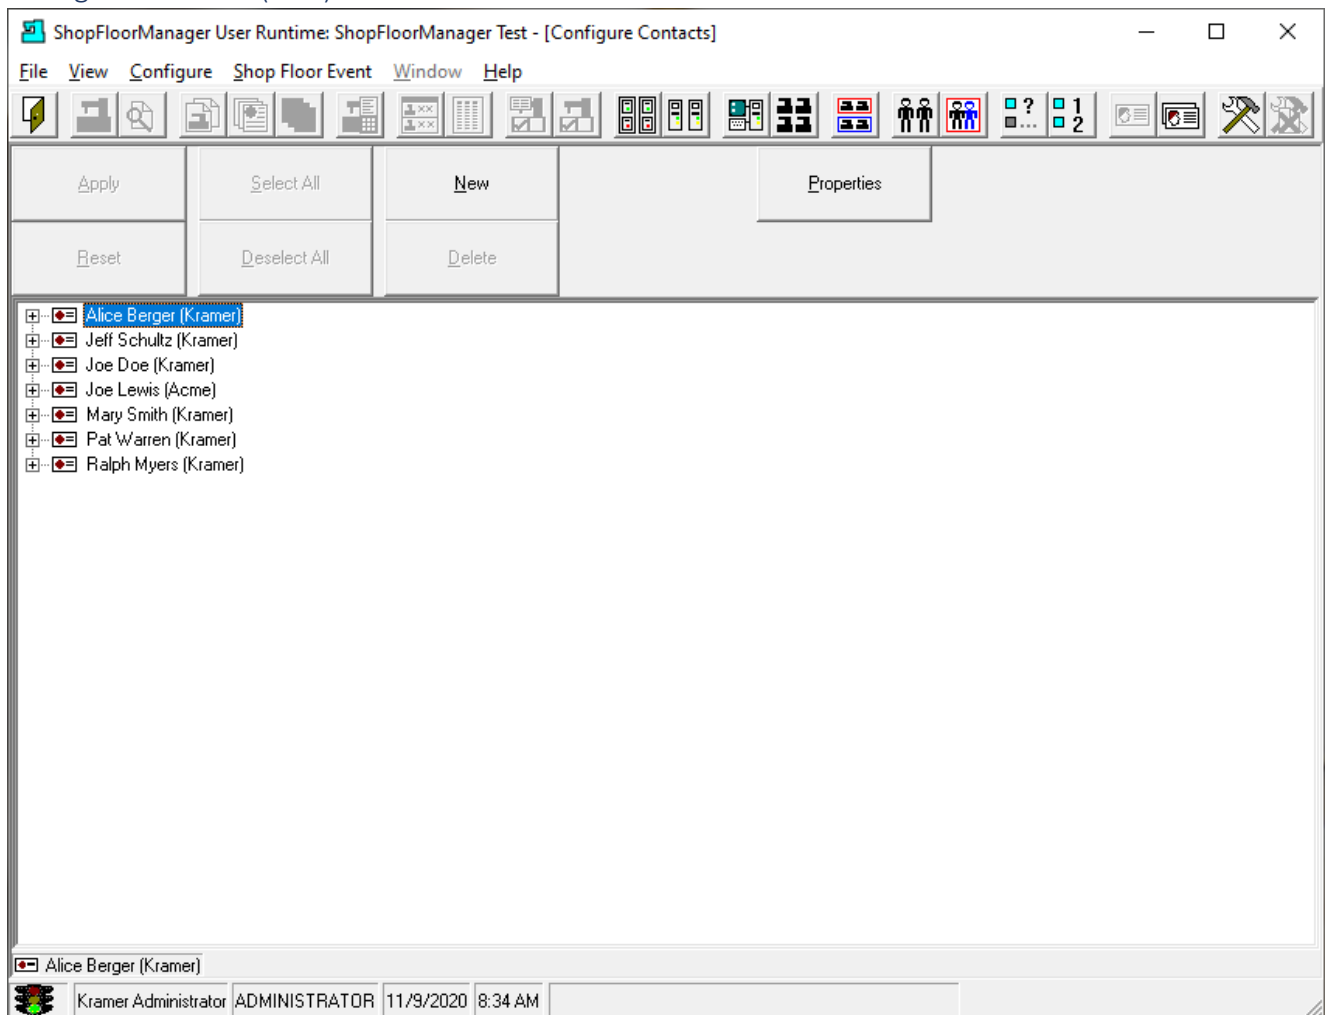 ShopFloorManager User Runtime: ShopFloorManager Test - [Configure Contacts]
File View Configure Shop Floor Event Window Help
Apply Select All New Properties
Reset Deselect All Delete
Alice Berger (Kramer)
Jeff Schultz (Kramer)
Joe Doe (Kramer)
Joe Lewis (Acme)
Mary Smith (Kramer)
Pat Warren (Kramer)
Ralph Myers (Kramer)
Alice Berger (Kramer)
Kramer Administrator ADMINISTRATOR 11/9/2020 8:34 AM